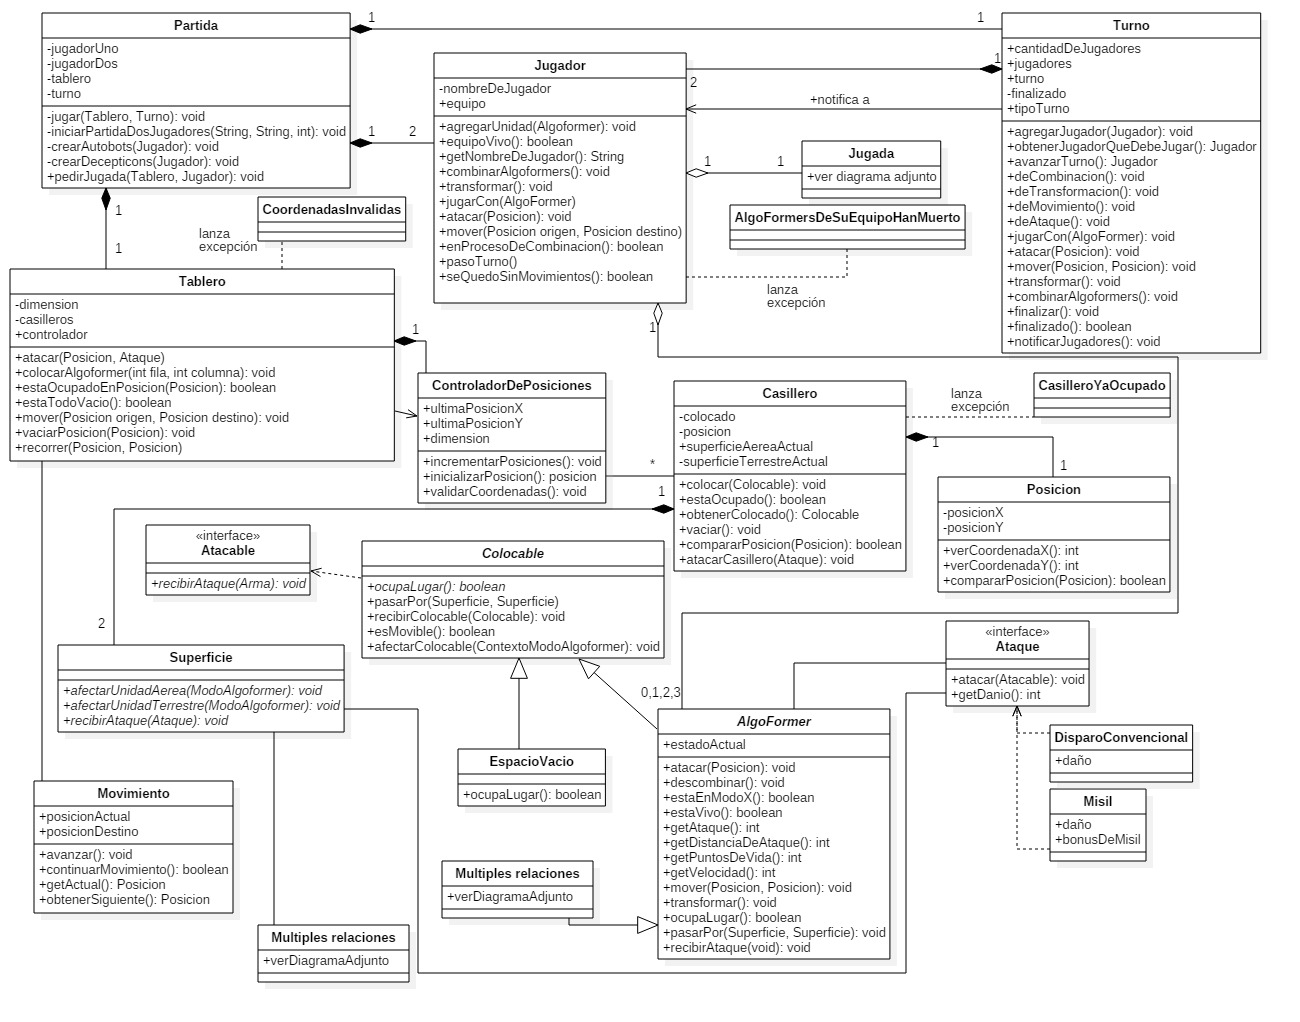 Partida
-jugadorUno
-jugadorDos
-tablero
-turno
-jugar(Tablero, Turno): void
-iniciarPartidaDosJugadores(String, String, int): void
-crearAutobots(Jugador): void
-crearDecepticons(Jugador): void
+pedirJugada(Tablero, Jugador): void
1
1
1
2
1
1
Turno
+cantidadDeJugadores
+jugadores
+turno
-finalizado
+tipoTurno
+agregarJugador(Jugador): void
+obtenerJugadorQueDebeJugar(): Jugador
+avanzarTurno(): Jugador
+deCombinacion(): void
+deTransformacion(): void
+deMovimiento(): void
+deAtaque(): void
+jugarCon(AlgoFormer): void
+atacar(Posicion): void
+mover(Posicion, Posicion): void
+transformar(): void
+combinarAlgoformers(): void
+finalizar(): void
+finalizado(): boolean
+notificarJugadores(): void
1
2
+notifica a
Jugador
-nombreDeJugador
+equipo
+agregarUnidad(Algoformer): void
+equipoVivo(): boolean
+getNombreDeJugador(): String
+combinarAlgoformers(): void
+transformar(): void
+jugarCon(AlgoFormer)
+atacar(Posicion): void
+mover(Posicion origen, Posicion destino)
+enProcesoDeCombinacion(): boolean
+pasoTurno()
+seQuedoSinMovimientos(): boolean
1
1
Jugada
+ver diagrama adjunto
AlgoFormersDeSuEquipoHanMuerto
lanza
excepción
CoordenadasInvalidas
lanza
excepción
Tablero
-dimension
-casilleros
+controlador
+atacar(Posicion, Ataque)
+colocarAlgoformer(int fila, int columna): void
+estaOcupadoEnPosicion(Posicion): boolean
+estaTodoVacio(): boolean
+mover(Posicion origen, Posicion destino): void
+vaciarPosicion(Posicion): void
+recorrer(Posicion, Posicion)
1
1
ControladorDePosiciones
+ultimaPosicionX
+ultimaPosicionY
+dimension
+incrementarPosiciones(): void
+inicializarPosicion(): posicion
+validarCoordenadas(): void
*
1
Casillero
-colocado
-posicion
+superficieAereaActual
-superficieTerrestreActual
+colocar(Colocable): void
+estaOcupado(): boolean
+obtenerColocado(): Colocable
+vaciar(): void
+compararPosicion(Posicion): boolean
+atacarCasillero(Ataque): void
lanza
excepción
CasilleroYaOcupado
1
1
Posicion
-posicionX
-posicionY
+verCoordenadaX(): int
+verCoordenadaY(): int
+compararPosicion(Posicion): boolean
«interface»
Atacable
+recibirAtaque(Arma): void
Colocable
+ocupaLugar(): boolean
+pasarPor(Superficie, Superficie)
+recibirColocable(Colocable): void
+esMovible(): boolean
+afectarColocable(ContextoModoAlgoformer): void
2
Superficie
+afectarUnidadAerea(ModoAlgoformer): void
+afectarUnidadTerrestre(ModoAlgoformer): void
+recibirAtaque(Ataque): void
«interface»
Ataque
+atacar(Atacable): void
+getDanio(): int
0,1,2,3
AlgoFormer
+estadoActual
+atacar(Posicion): void
+descombinar(): void
+estaEnModoX(): boolean
+estaVivo(): boolean
+getAtaque(): int
+getDistanciaDeAtaque(): int
+getPuntosDeVida(): int
+getVelocidad(): int
+mover(Posicion, Posicion): void
+transformar(): void
+ocupaLugar(): boolean
+pasarPor(Superficie, Superficie): void
+recibirAtaque(void): void
DisparoConvencional
+daño
Misil
+daño
+bonusDeMisil
EspacioVacio
+ocupaLugar(): boolean
Movimiento
+posicionActual
+posicionDestino
+avanzar(): void
+continuarMovimiento(): boolean
+getActual(): Posicion
+obtenerSiguiente(): Posicion
Multiples relaciones
+verDiagramaAdjunto
Multiples relaciones
+verDiagramaAdjunto